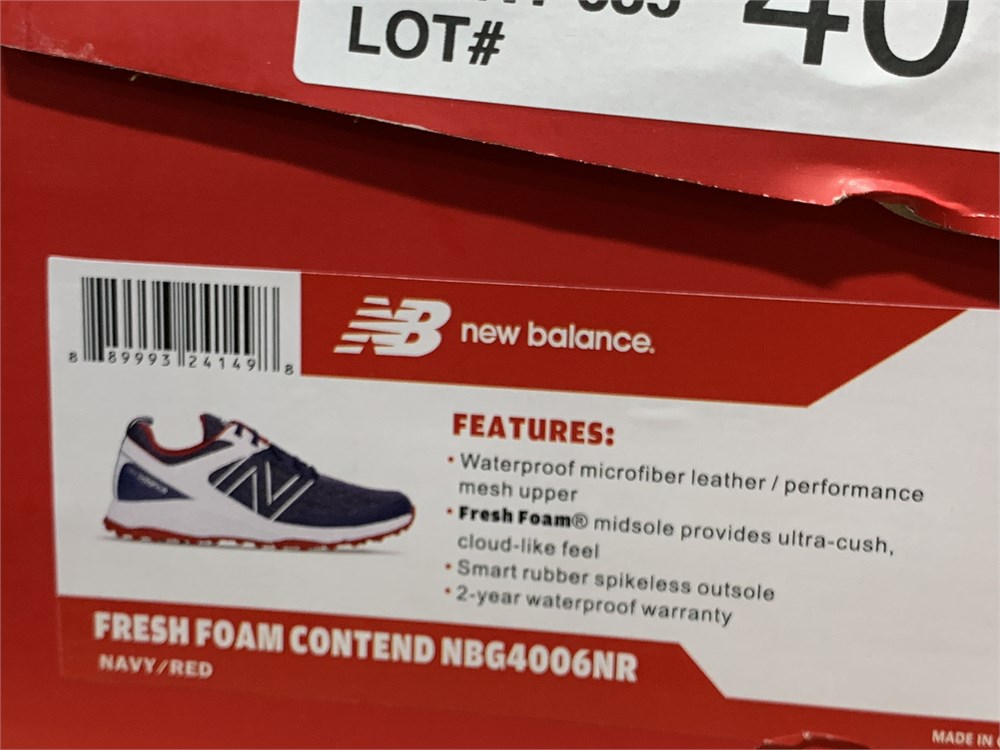 LOT#
40
8 89993 24149 8
NB new balance.
FEATURES:
• Waterproof microfiber leather / performance
mesh upper
• Fresh Foam® midsole provides ultra-cush,
cloud-like feel
• Smart rubber spikeless outsole
• 2-year waterproof warranty
FRESH FOAM CONTEND NBG4006NR
NAVY/RED
MADE IN